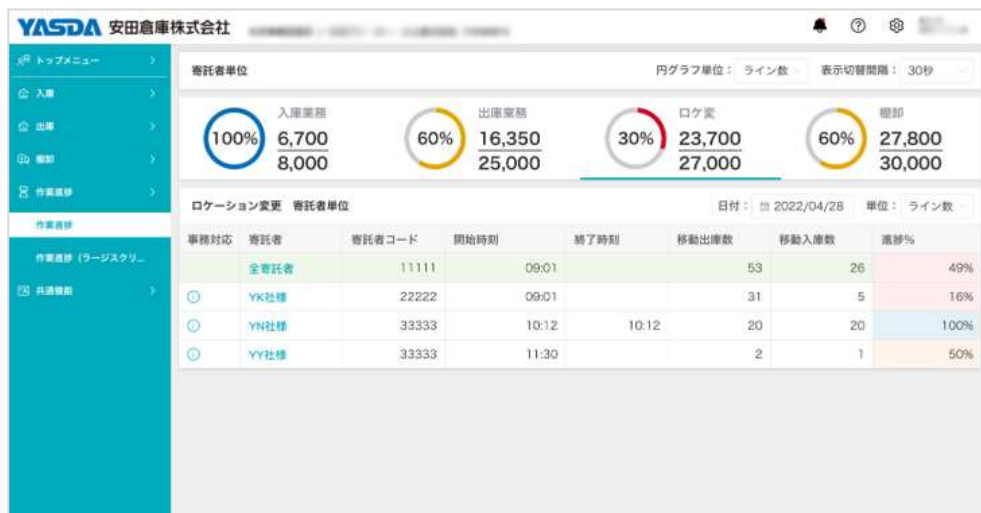 YASDA 安田倉庫株式会社
トップメニュー
入庫
出庫
棚卸
作業進捗
作業進捗
作業進捗 (ラージスクリ...
共通機能
寄託者単位 円グラフ単位： ライン数 表示切替間隔： 30秒
100% 入庫業務 6,700 8,000
60% 出庫業務 16,350 25,000
30% ロケ変 23,700 27,000
60% 棚卸 27,800 30,000
ロケーション変更 寄託者単位 日付： 2022/04/28 単位： ライン数
事務対応 寄託者 寄託者コード 開始時刻 終了時刻 移動出庫数 移動入庫数 進捗%
全寄託者 11111 09:01 53 26 49%
YK社様 22222 09:01 31 5 16%
YN社様 33333 10:12 10:12 20 20 100%
YY社様 33333 11:30 2 1 50%